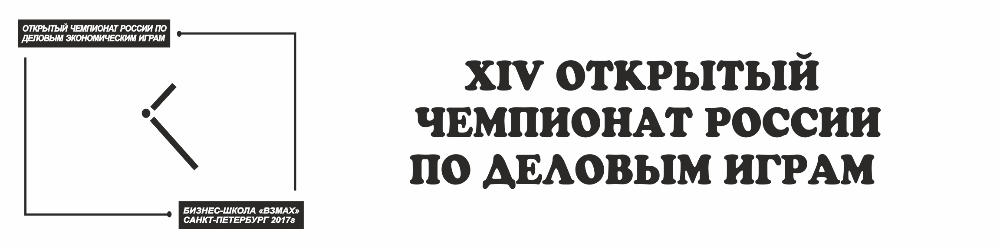 ОТКРЫТЫЙ ЧЕМПИОНАТ РОССИИ ПО
ДЕЛОВЫМ ЭКОНОМИЧЕСКИМ ИГРАМ
XIV ОТКРЫТЫЙ
ЧЕМПИОНАТ РОССИИ
ПО ДЕЛОВЫМ ИГРАМ
БИЗНЕС-ШКОЛА «ВЗМАХ»
САНКТ-ПЕТЕРБУРГ 2017г